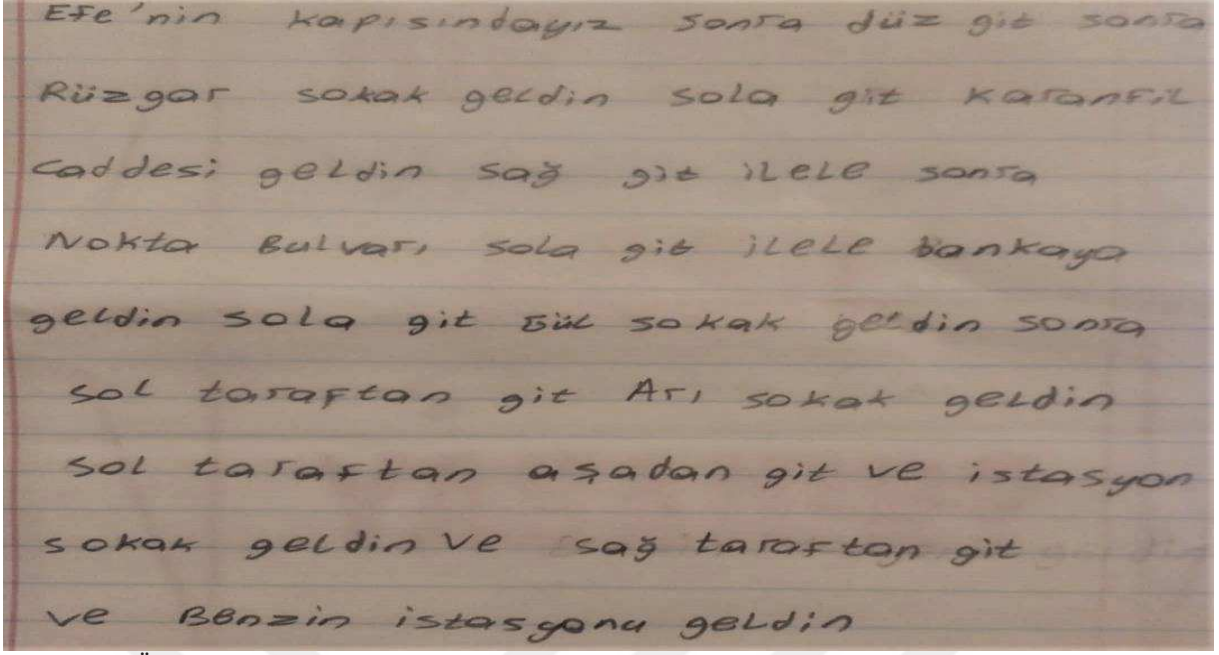 Efe'nin kapısındayız sonra düz git sonra
Rüzgar sokak geldin sola git karanfil
caddesi geldin sağ git ilele sonra
Nokta Bulvarı sola git ilele bankaya
geldin sola git Gül sokak geldin sonra
sol taraftan git Arı sokak geldin
sol taraftan aşadan git ve istasyon
sokak geldin ve sağ taraftan git
ve Benzin istasyonu geldin